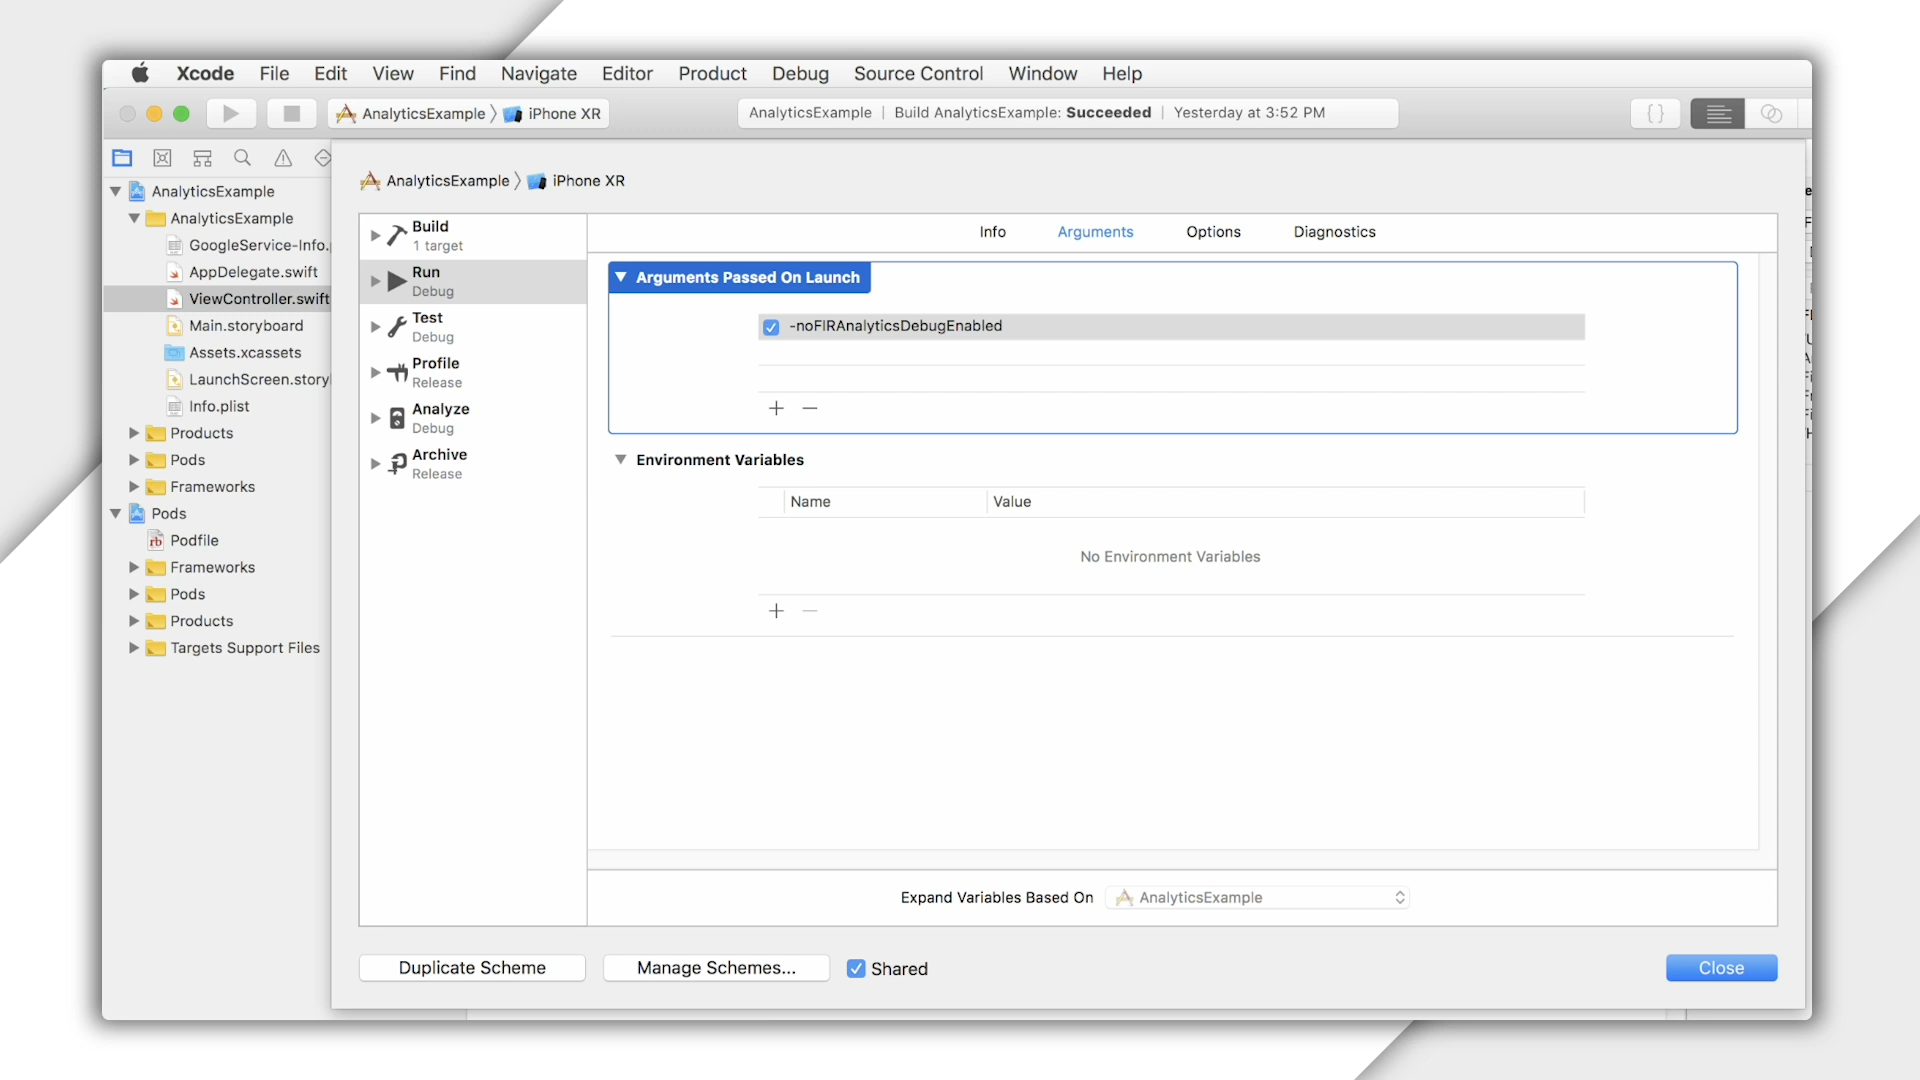 Xcode File Edit View Find Navigate Editor Product Debug Source Control Window Help
AnalyticsExample iPhone XR
AnalyticsExample | Build AnalyticsExample: Succeeded | Yesterday at 3:52 PM
AnalyticsExample
AnalyticsExample
GoogleService-Info.
AppDelegate.swift
ViewController.swift
Main.storyboard
Assets.xcassets
LaunchScreen.story
Info.plist
Products
Pods
Frameworks
Pods
Podfile
Frameworks
Pods
Products
Targets Support Files
AnalyticsExample iPhone XR
Build
1 target
Run
Debug
Test
Debug
Profile
Release
Analyze
Debug
Archive
Release
Info Arguments Options Diagnostics
Arguments Passed On Launch
-noFIRAnalyticsDebugEnabled
Environment Variables
Name Value
No Environment Variables
Expand Variables Based On AnalyticsExample
Duplicate Scheme Manage Schemes... Shared Close